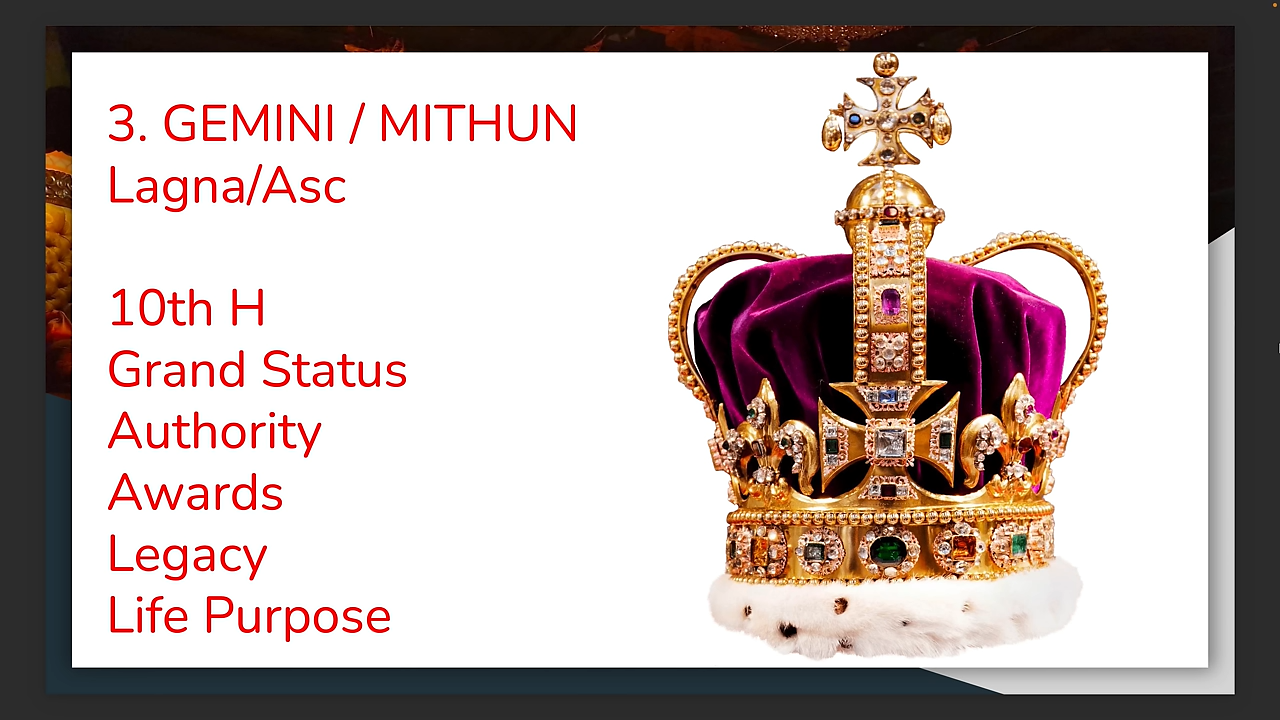 3. GEMINI / MITHUN
Lagna/Asc
10th H
Grand Status
Authority
Awards
Legacy
Life Purpose